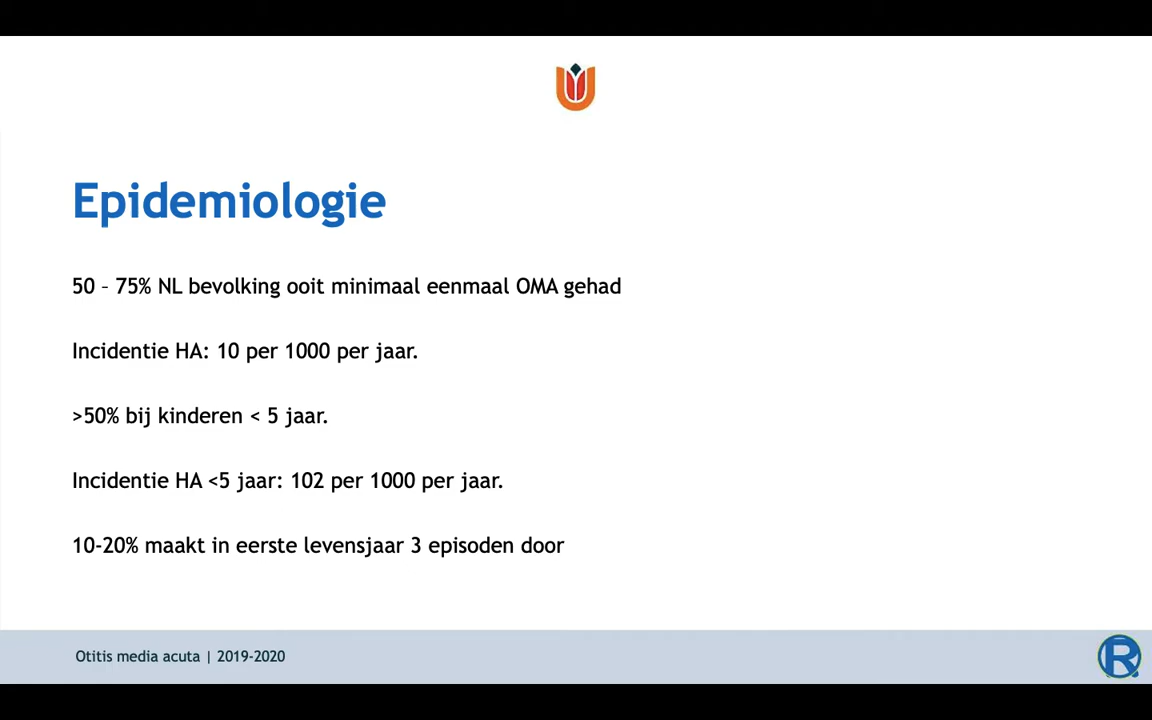 Epidemiologie
50 – 75% NL bevolking ooit minimaal eenmaal OMA gehad
Incidentie HA: 10 per 1000 per jaar.
>50% bij kinderen < 5 jaar.
Incidentie HA <5 jaar: 102 per 1000 per jaar.
10-20% maakt in eerste levensjaar 3 episoden door
Otitis media acuta | 2019-2020
R